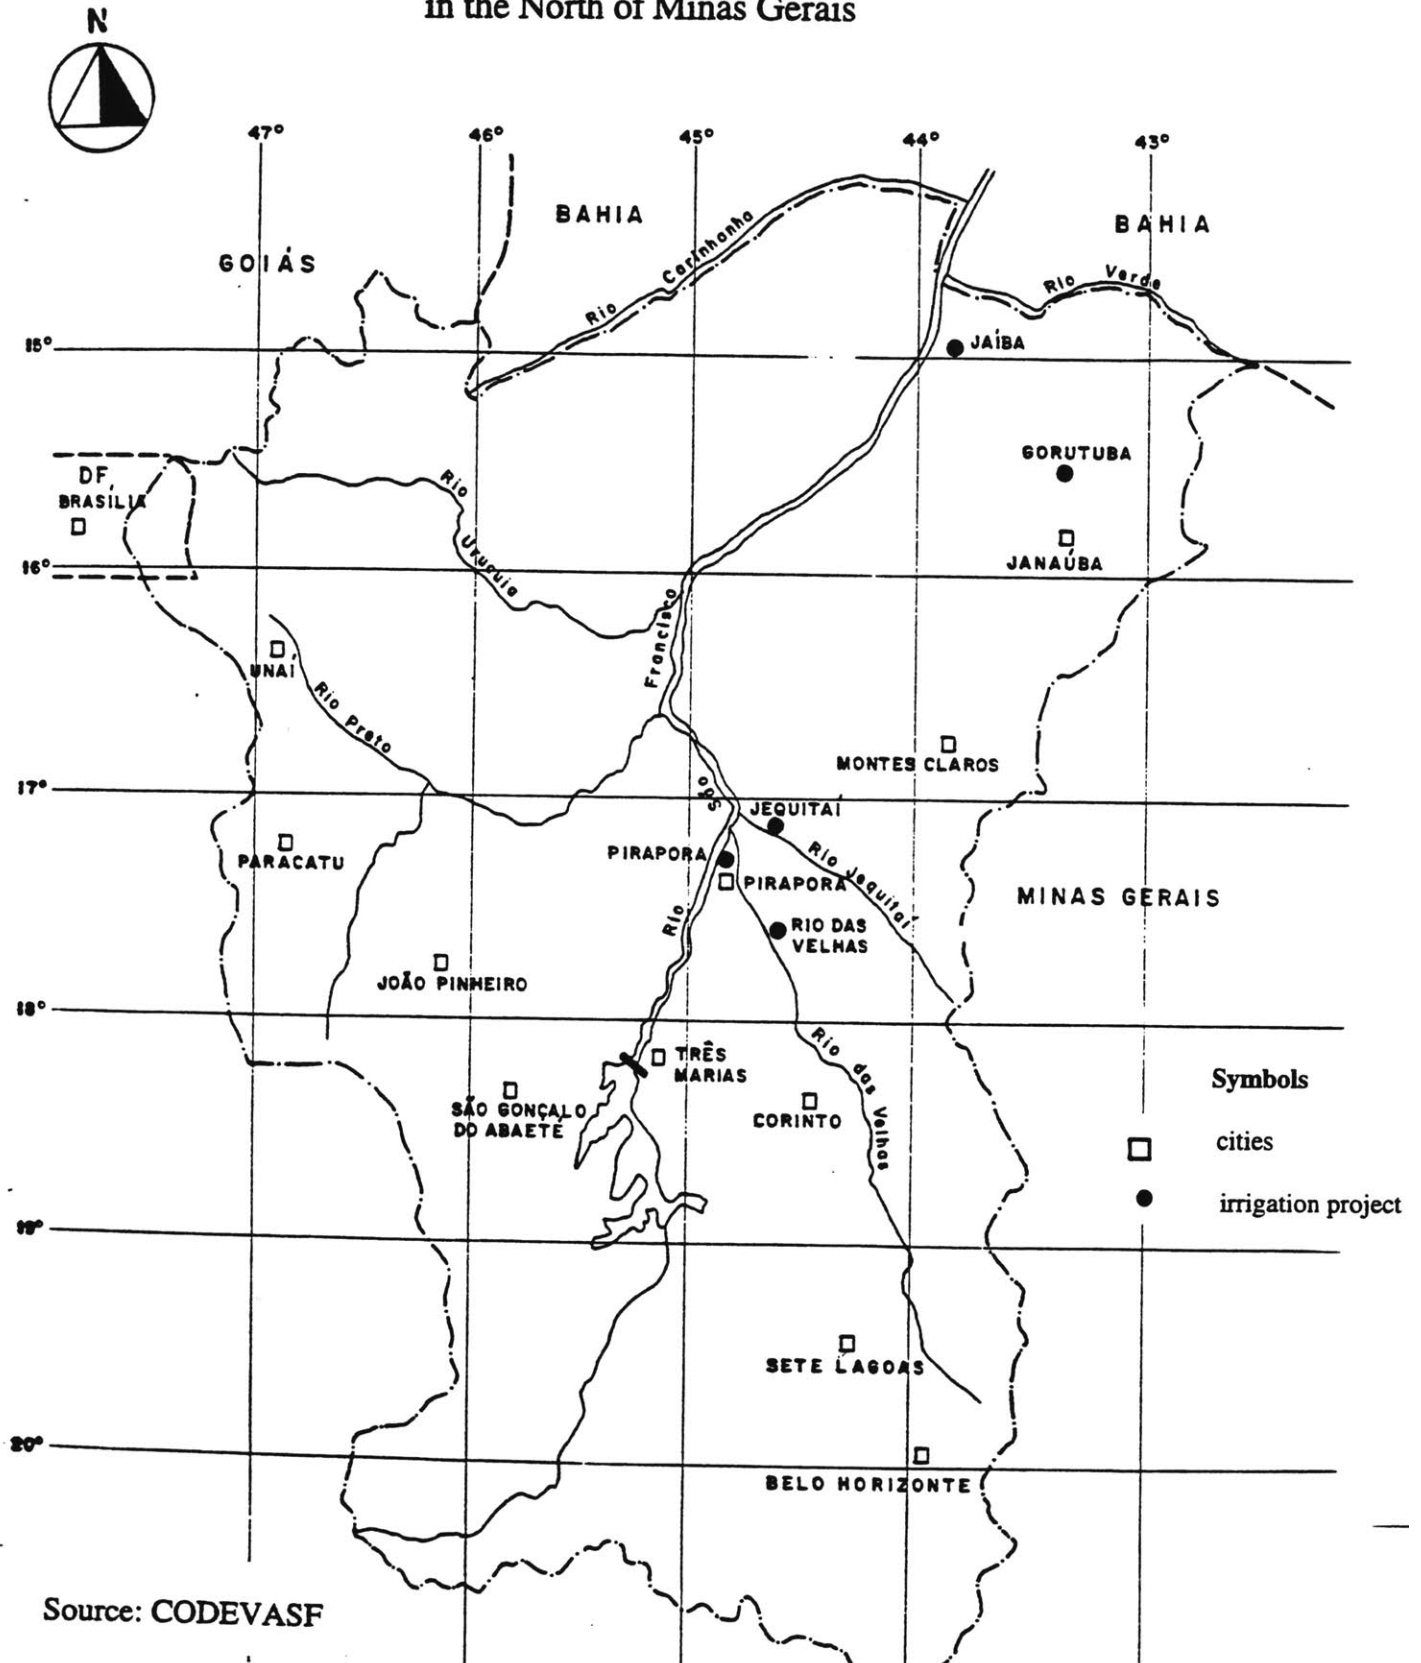 in the North of Minas Gerais
N
47°
46°
45°
44°
43°
BAHIA
BAHIA
GOIÁS
Rio Carinhanha
Rio Verde
15°
JAÍBA
GORUTUBA
DF.
BRASÍLIA
Rio Urucuia
JANAÚBA
16°
Francisco
UNAÍ
Rio Preto
MONTES CLAROS
17°
São
JEQUITAÍ
PIRAPORA
Rio Jequitaí
PARACATU
PIRAPORA
MINAS GERAIS
Rio
RIO DAS
VELHAS
JOÃO PINHEIRO
18°
Rio das Velhas
TRÊS
MARIAS
SÃO GONÇALO
DO ABAETÉ
CORINTO
Symbols
cities
irrigation project
19°
SETE LAGOAS
20°
BELO HORIZONTE
Source: CODEVASF